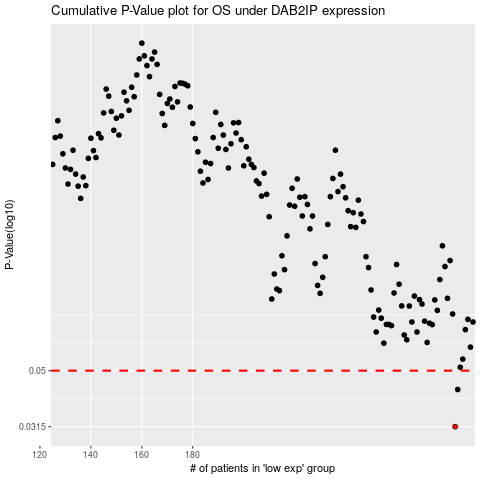 Cumulative P-Value plot for OS under DAB2IP expression
P-Value(log10)
0.05
0.0315
120 140 160 180
# of patients in 'low exp' group